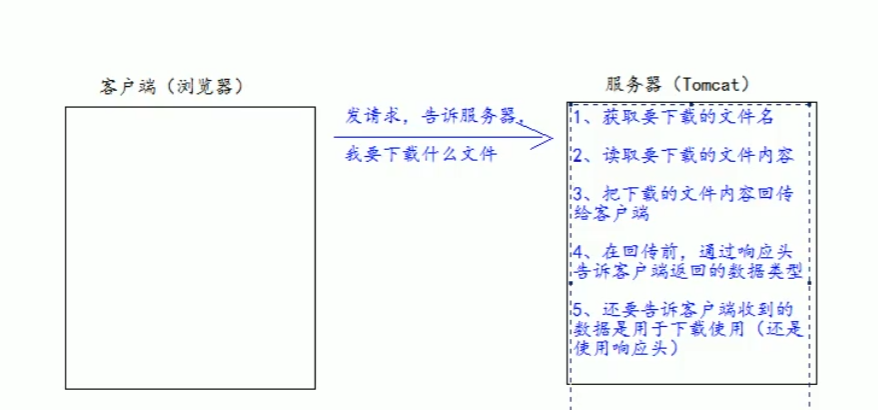 客户端（浏览器）
服务器（Tomcat）
发请求，告诉服务器，
我要下载什么文件
1、获取要下载的文件名
2、读取要下载的文件内容
3、把下载的文件内容回传
给客户端
4、在回传前，通过响应头
告诉客户端返回的数据类型
5、还要告诉客户端收到的
数据是用于下载使用（还是
使用响应头）